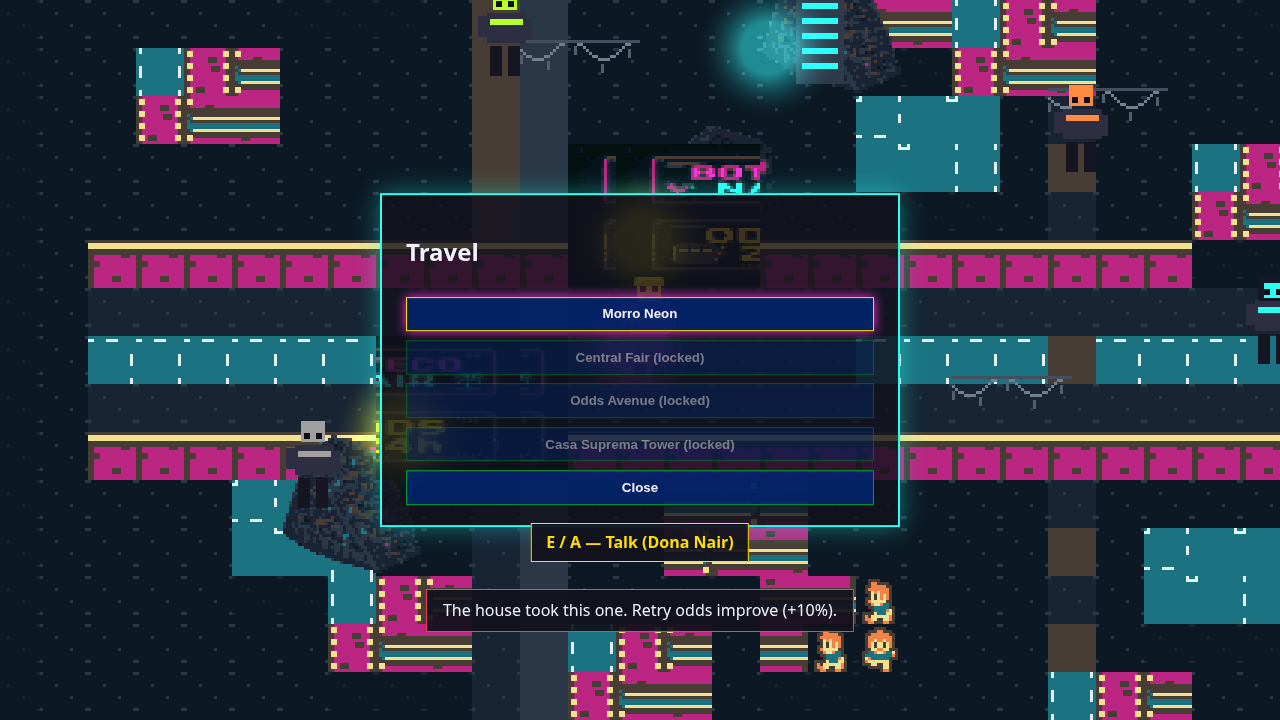 BOT
Travel
Morro Neon
Central Fair (locked)
Odds Avenue (locked)
Casa Suprema Tower (locked)
Close
E / A — Talk (Dona Nair)
The house took this one. Retry odds improve (+10%).